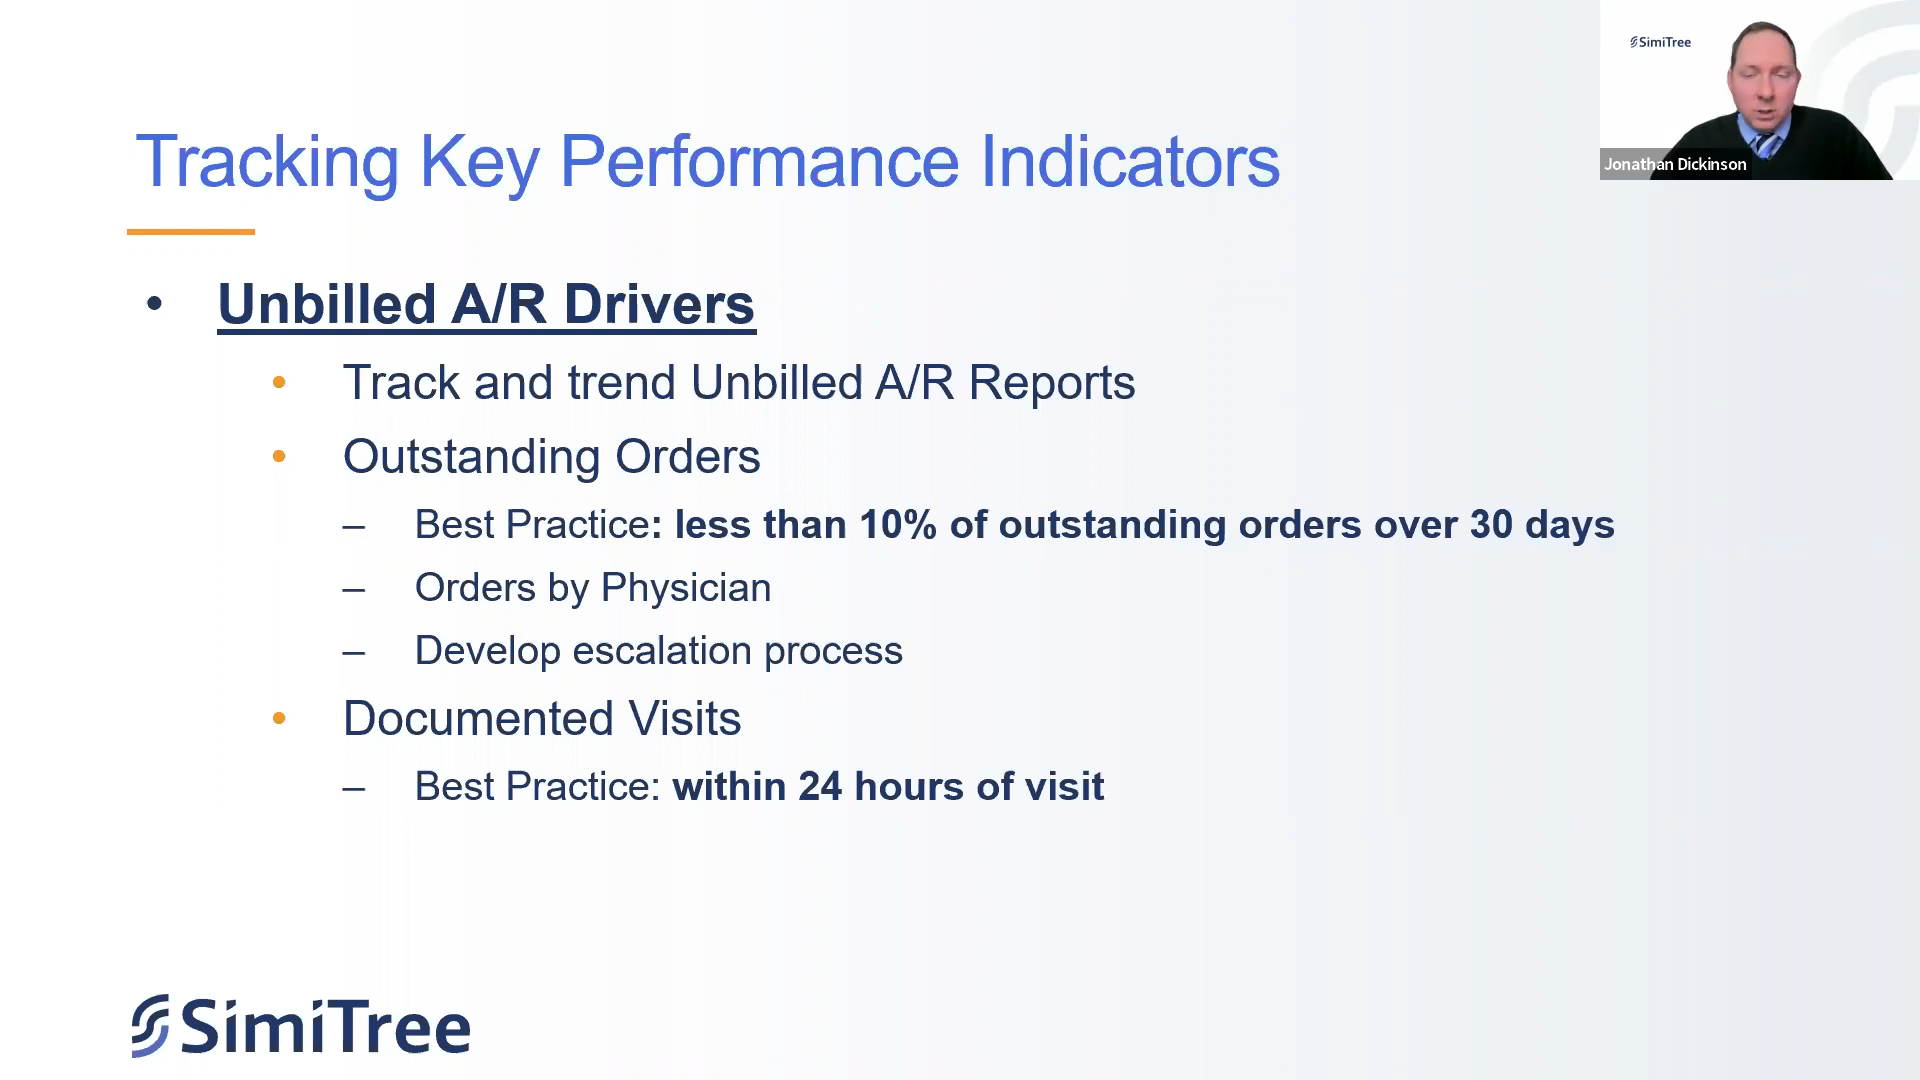 SimiTree
Jonathan Dickinson
Tracking Key Performance Indicators
• Unbilled A/R Drivers
• Track and trend Unbilled A/R Reports
• Outstanding Orders
– Best Practice: less than 10% of outstanding orders over 30 days
– Orders by Physician
– Develop escalation process
• Documented Visits
– Best Practice: within 24 hours of visit
SimiTree